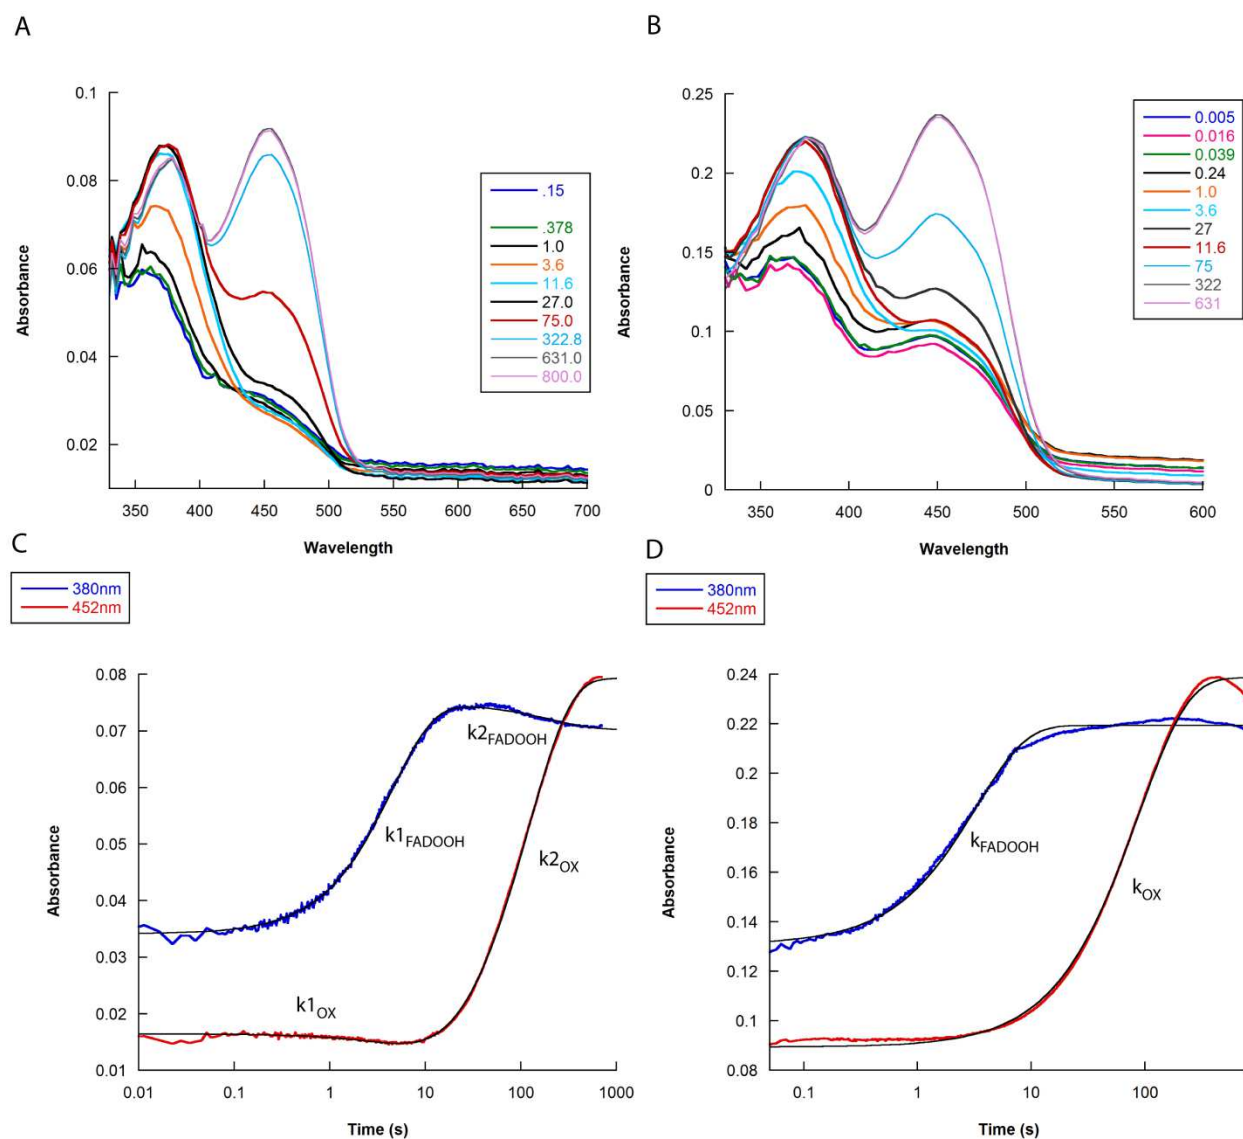 A
0.1
0.08
0.06
0.04
0.02
Absorbance
350 400 450 500 550 600 650 700
Wavelength
.15
.378
1.0
3.6
11.6
27.0
75.0
322.8
631.0
800.0
B
0.25
0.2
0.15
0.1
0.05
0
Absorbance
350 400 450 500 550 600
Wavelength
0.005
0.016
0.039
0.24
1.0
3.6
27
11.6
75
322
631
C
380nm
452nm
0.08
0.07
0.06
0.05
0.04
0.03
0.02
0.01
Absorbance
k2FADOOH
k1FADOOH
k2OX
k1OX
0.01 0.1 1 10 100 1000
Time (s)
D
380nm
452nm
0.24
0.22
0.2
0.18
0.16
0.14
0.12
0.1
0.08
Absorbance
kFADOOH
kOX
0.1 1 10 100
Time (s)